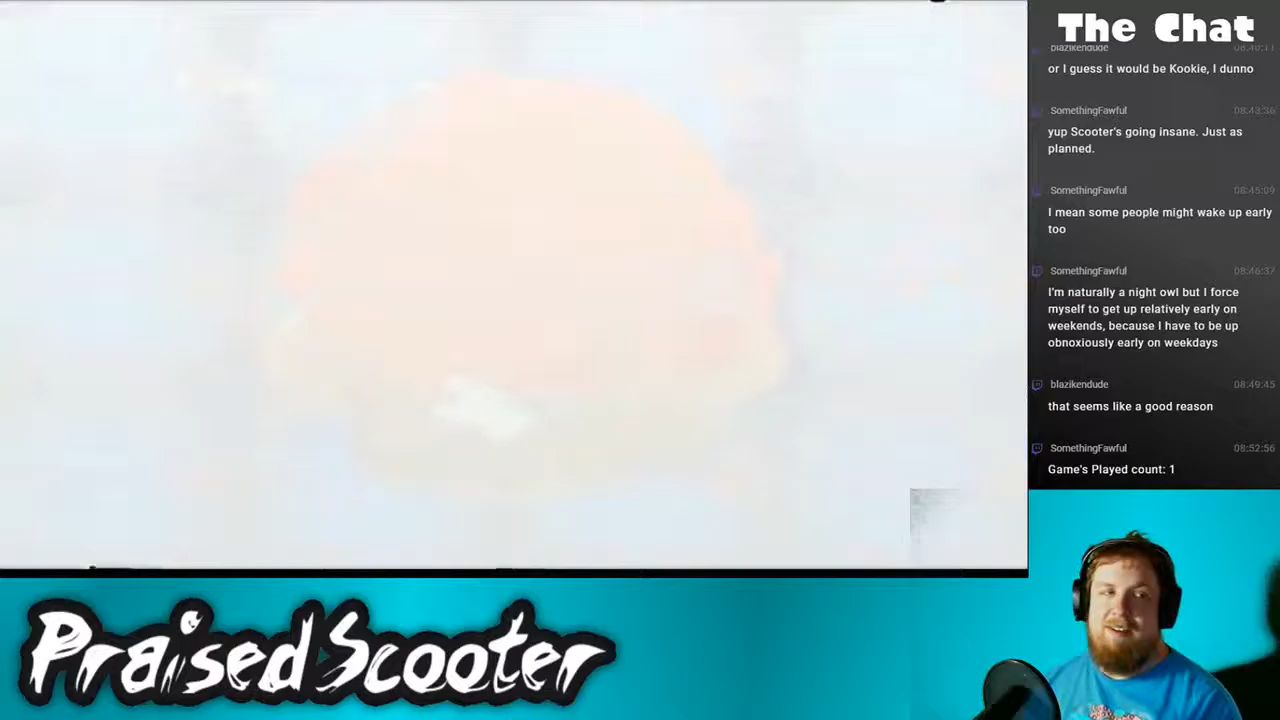 The Chat
blazikendude 08:40:11
or I guess it would be Kookie, I dunno
SomethingFawful 08:43:36
yup Scooter's going insane. Just as
planned.
SomethingFawful 08:45:09
I mean some people might wake up early
too
SomethingFawful 08:46:37
I'm naturally a night owl but I force
myself to get up relatively early on
weekends, because I have to be up
obnoxiously early on weekdays
blazikendude 08:49:45
that seems like a good reason
SomethingFawful 08:52:56
Game's Played count: 1
PraisedScooter